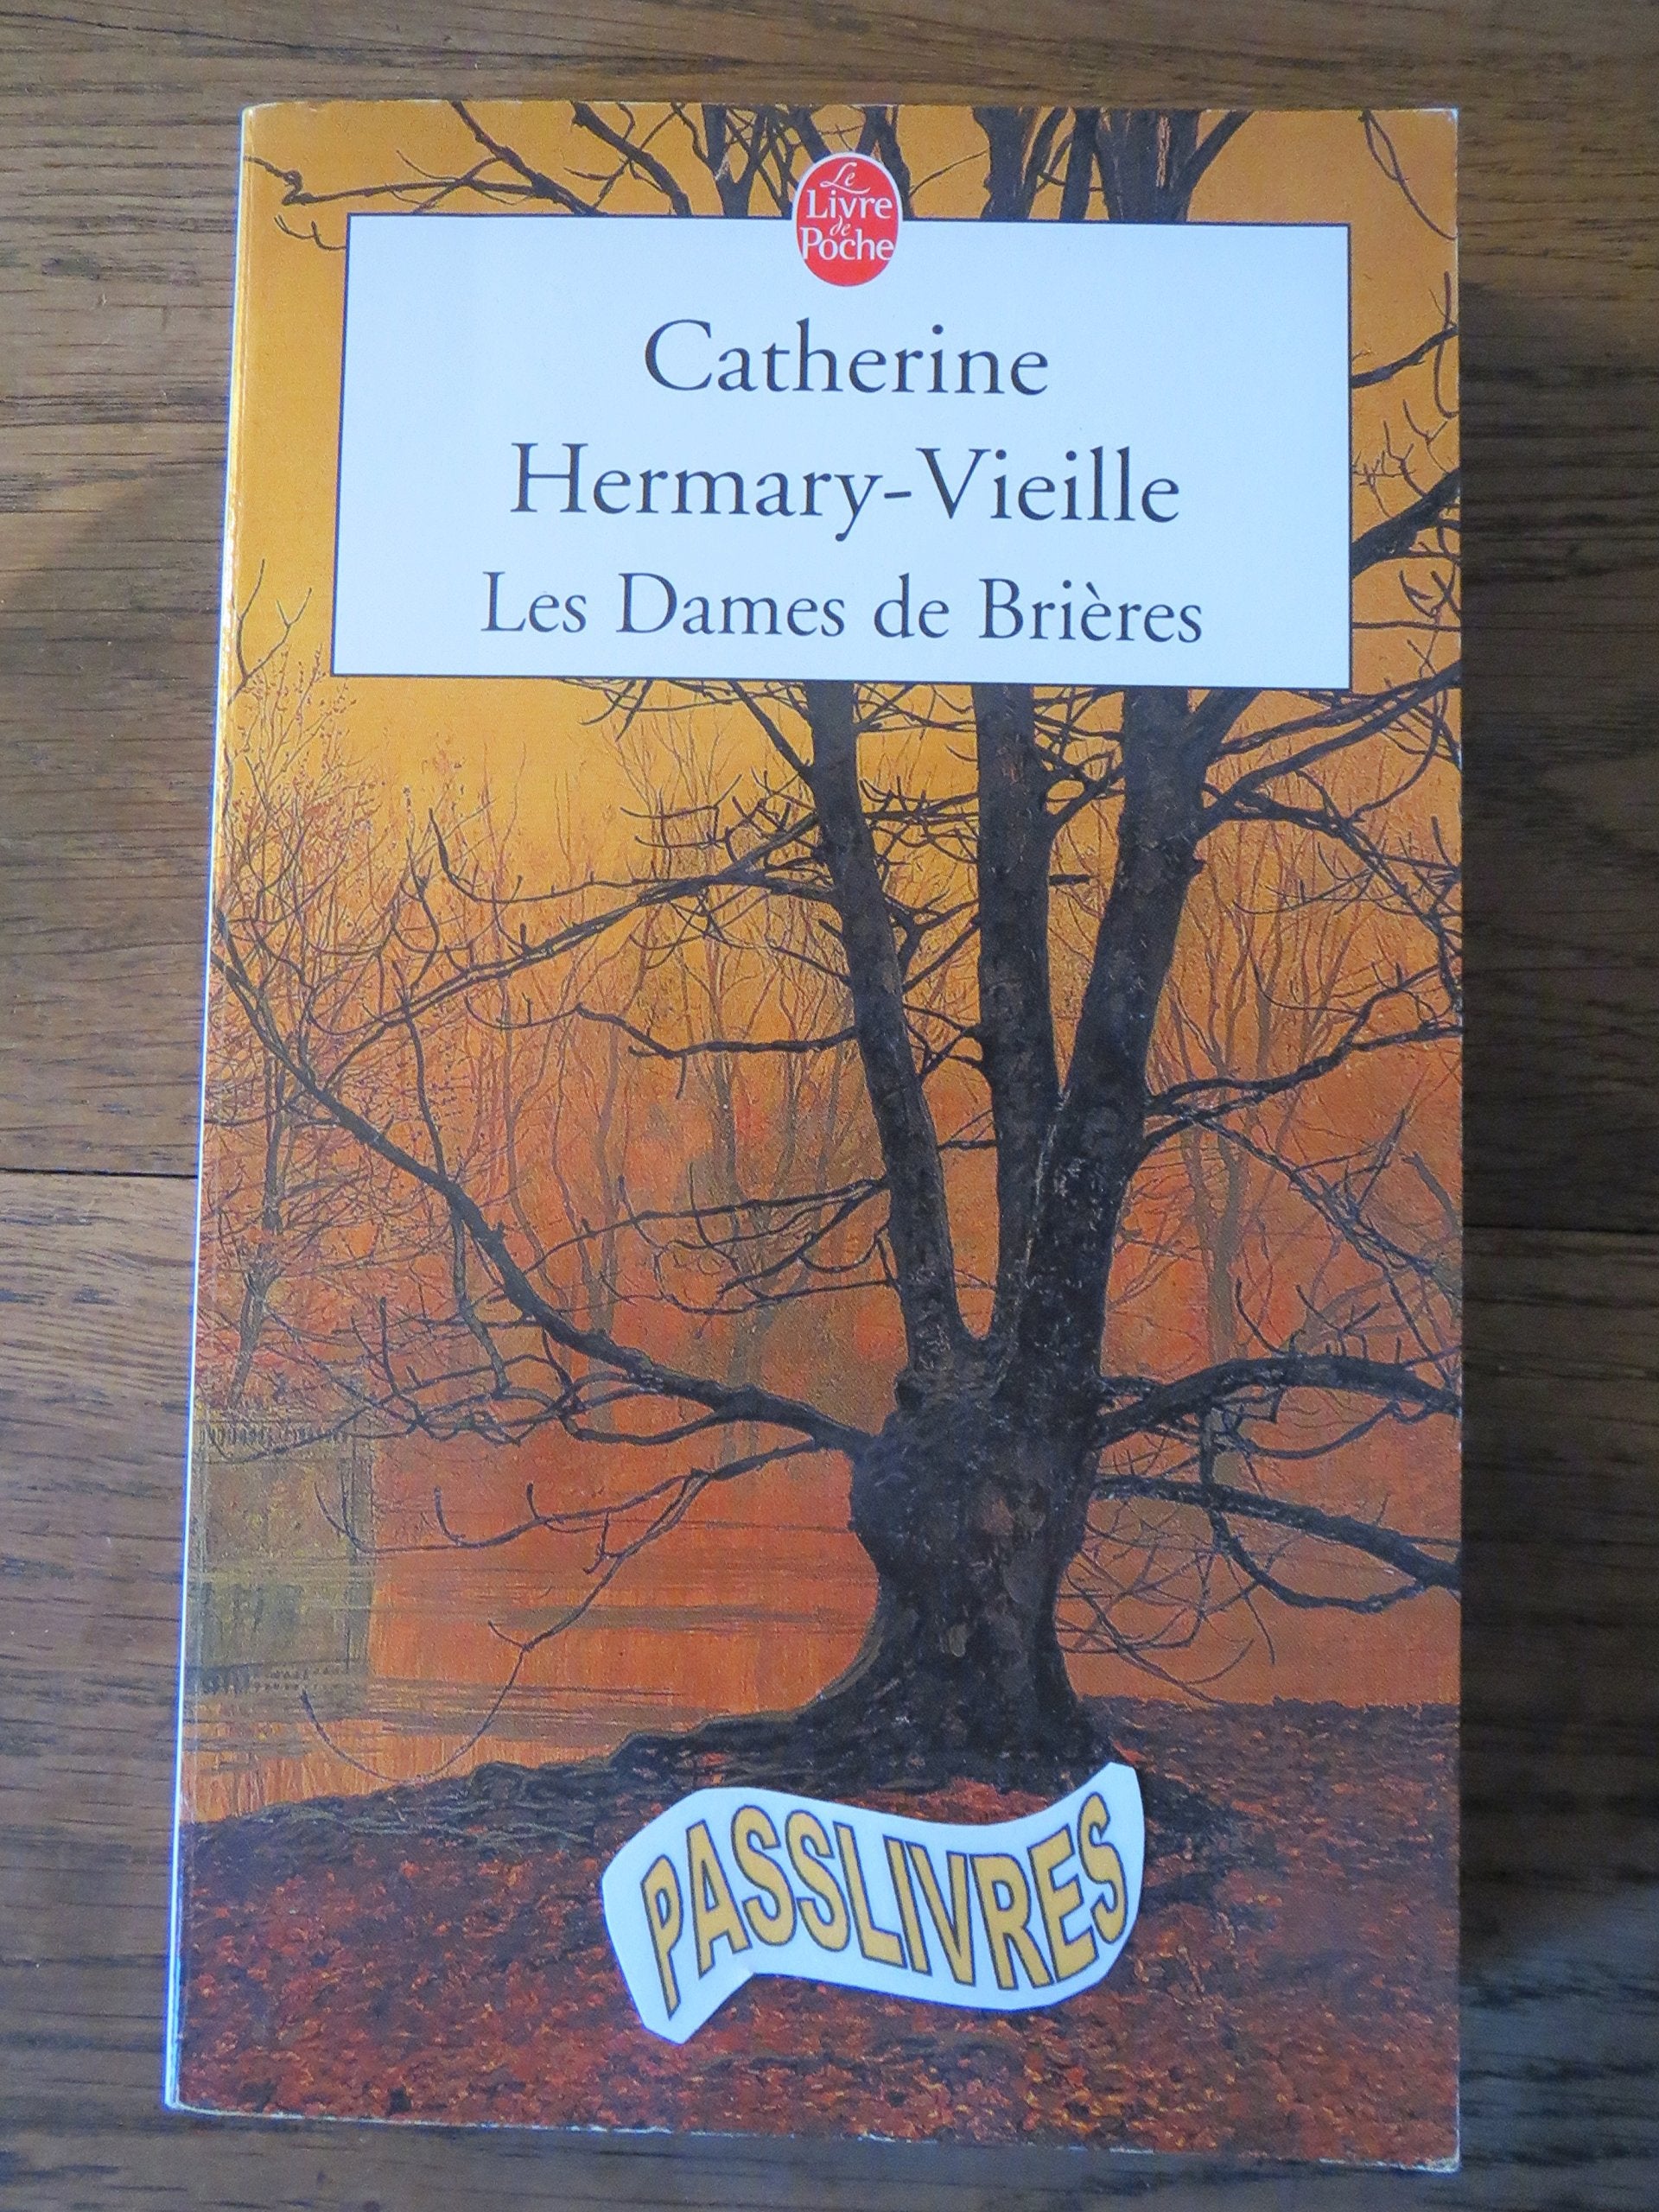 Le
Livre
de
Poche
Catherine
Hermary-Vieille
Les Dames de Brières
PASSLIVRES